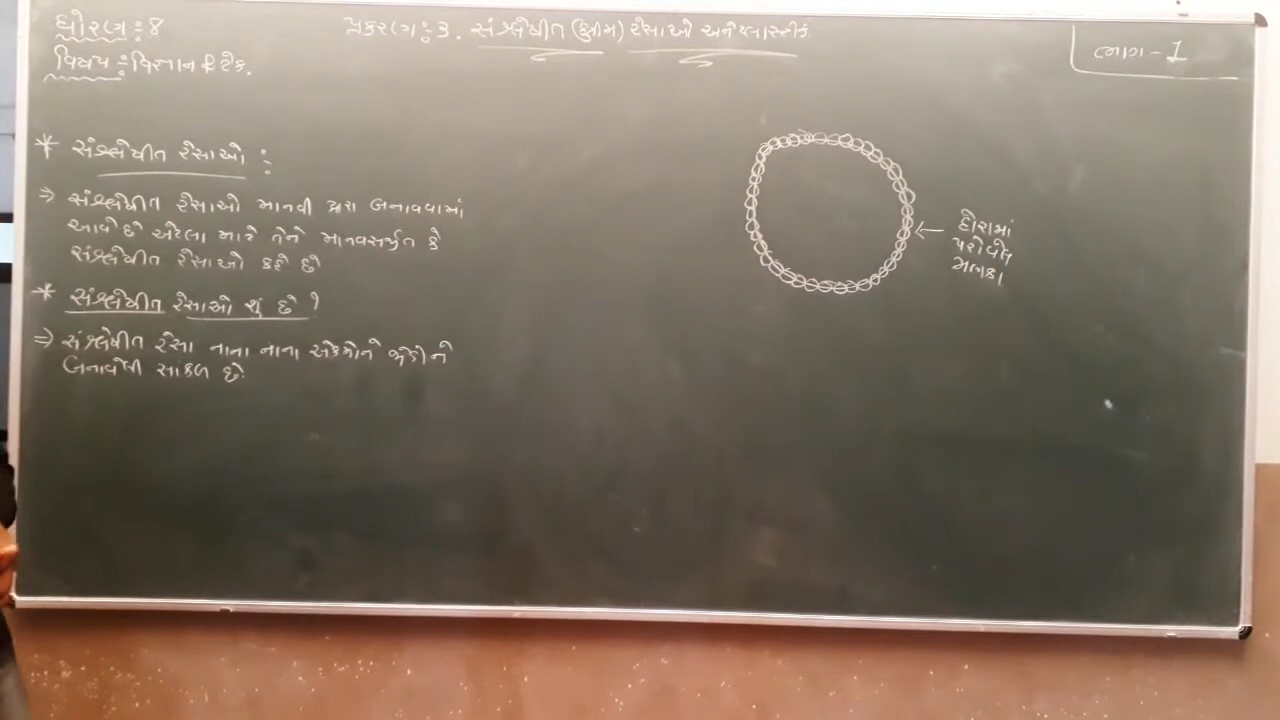 ધોરણ : 8
પ્રકરણ : 3. સંશ્લેષીત (કૃત્રીમ) રેસાઓ અને પ્લાસ્ટીક
ભાગ - 1
વિષય : વિજ્ઞાન & ટેક.
* સંશ્લેષીત રેસાઓ :
⇒ સંશ્લેષીત રેસાઓ માનવી દ્વારા બનાવવામાં
આવે છે એટલા માટે તેને માનવસર્જીત કે
સંશ્લેષીત રેસાઓ કહે છે
* સંશ્લેષીત રેસાઓ શું છે ?
⇒ સંશ્લેષીત રેસા નાના નાના એકમોને જોડીને
બનાવેલી સાંકળ છે.
દોરામાં
પરોવેલ
મણકા